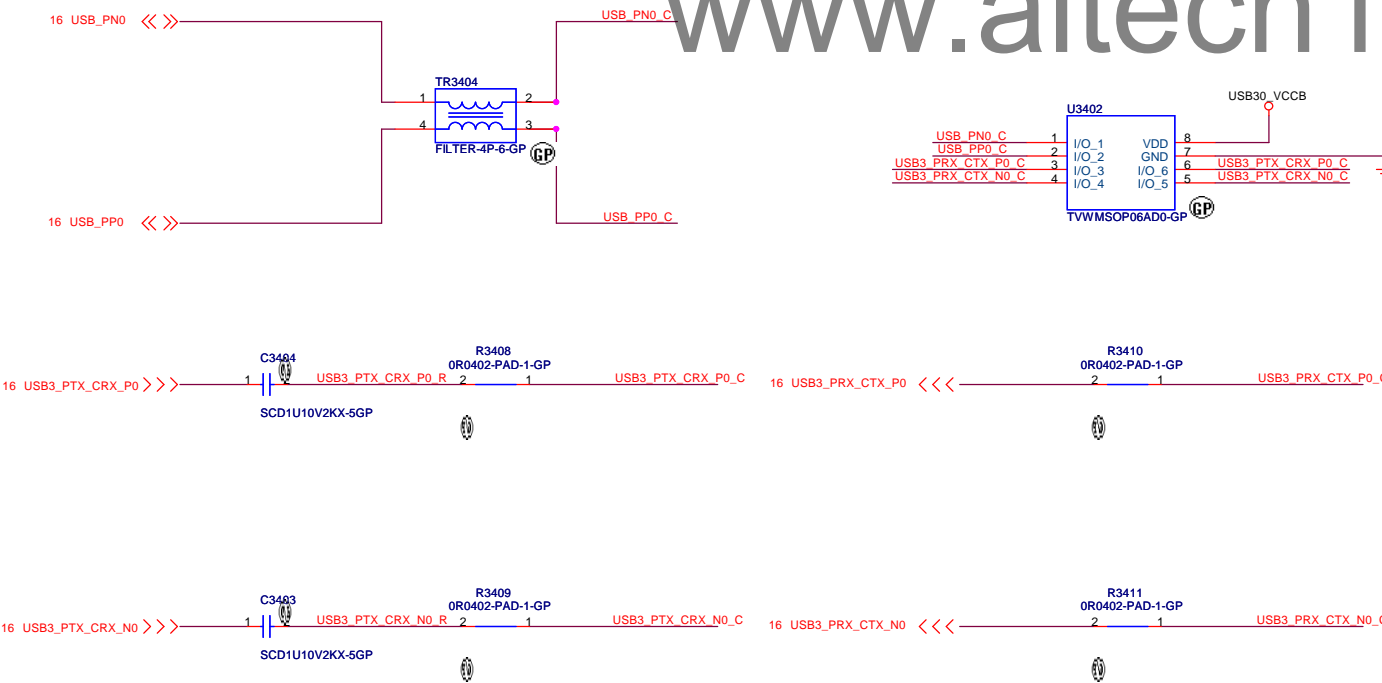 www.aitech1
16 USB_PN0
USB_PN0_C
TR3404
1 2
4 3
FILTER-4P-6-GP
GP
16 USB_PP0
USB_PP0_C
USB30_VCCB
U3402
USB_PN0_C 1 I/O_1 VDD 8
USB_PP0_C 2 I/O_2 GND 7
USB3_PRX_CTX_P0_C 3 I/O_3 I/O_6 6 USB3_PTX_CRX_P0_C
USB3_PRX_CTX_N0_C 4 I/O_4 I/O_5 5 USB3_PTX_CRX_N0_C
TVWMSOP06AD0-GP
GP
C3404
R3408
0R0402-PAD-1-GP
16 USB3_PTX_CRX_P0 1 USB3_PTX_CRX_P0_R 2 1 USB3_PTX_CRX_P0_C
SCD1U10V2KX-5GP
R3410
0R0402-PAD-1-GP
16 USB3_PRX_CTX_P0 2 1 USB3_PRX_CTX_P0_C
C3403
R3409
0R0402-PAD-1-GP
16 USB3_PTX_CRX_N0 1 USB3_PTX_CRX_N0_R 2 1 USB3_PTX_CRX_N0_C
SCD1U10V2KX-5GP
R3411
0R0402-PAD-1-GP
16 USB3_PRX_CTX_N0 2 1 USB3_PRX_CTX_N0_C